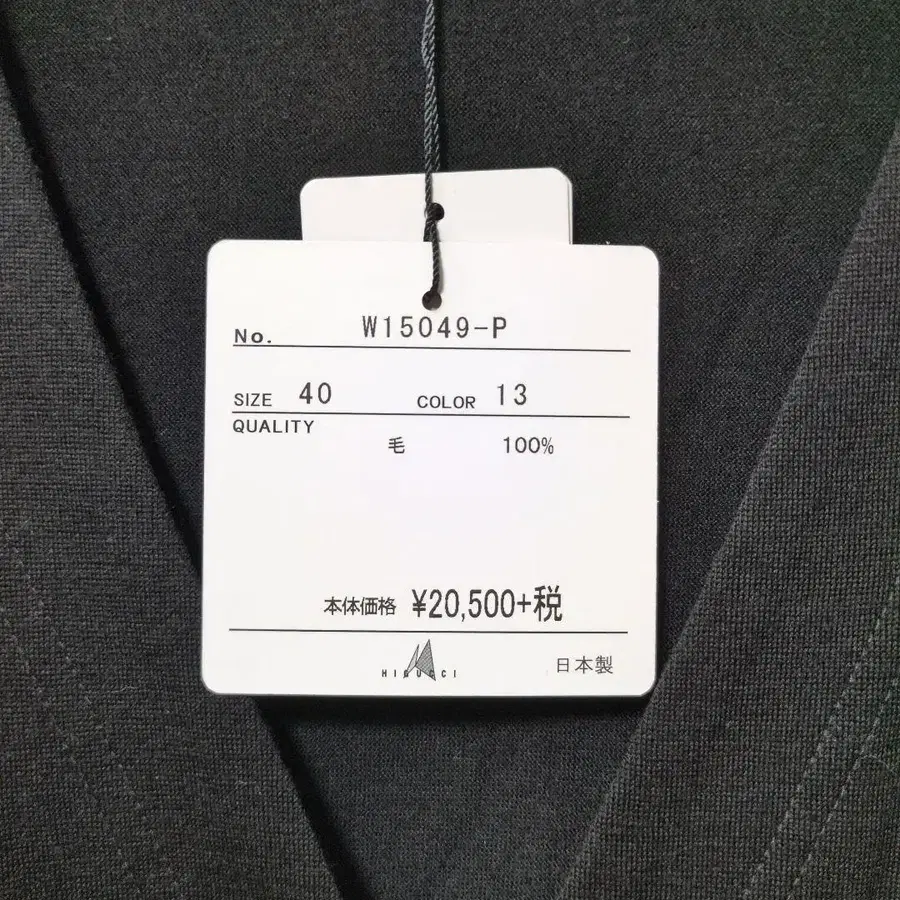 No. W15049-P
SIZE 40 COLOR 13
QUALITY
毛 100%
本体価格 ¥20,500+税
HIGUCCI 日本製